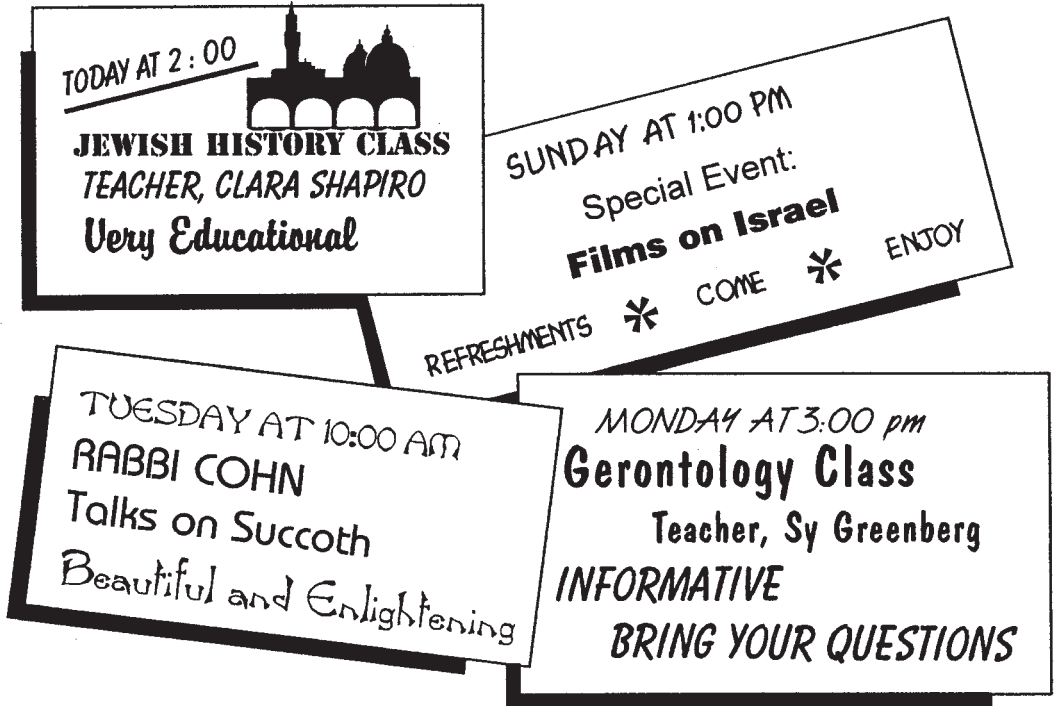 TODAY AT 2:00
JEWISH HISTORY CLASS
TEACHER, CLARA SHAPIRO
Very Educational
SUNDAY AT 1:00 PM
Special Event:
Films on Israel
REFRESHMENTS * COME * ENJOY
TUESDAY AT 10:00 AM
RABBI COHN
Talks on Succoth
Beautiful and Enlightening
MONDAY AT 3:00 pm
Gerontology Class
Teacher, Sy Greenberg
INFORMATIVE
BRING YOUR QUESTIONS